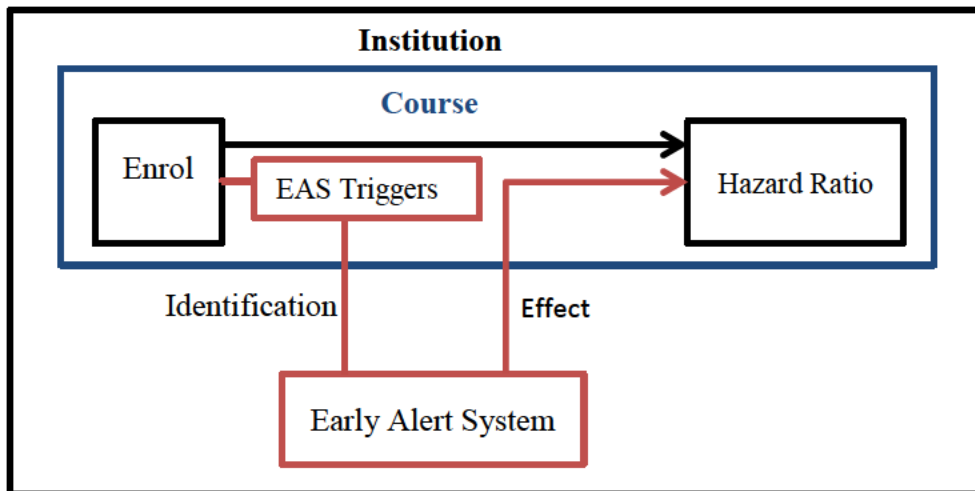 Institution
Course
Enrol
EAS Triggers
Hazard Ratio
Identification
Effect
Early Alert System